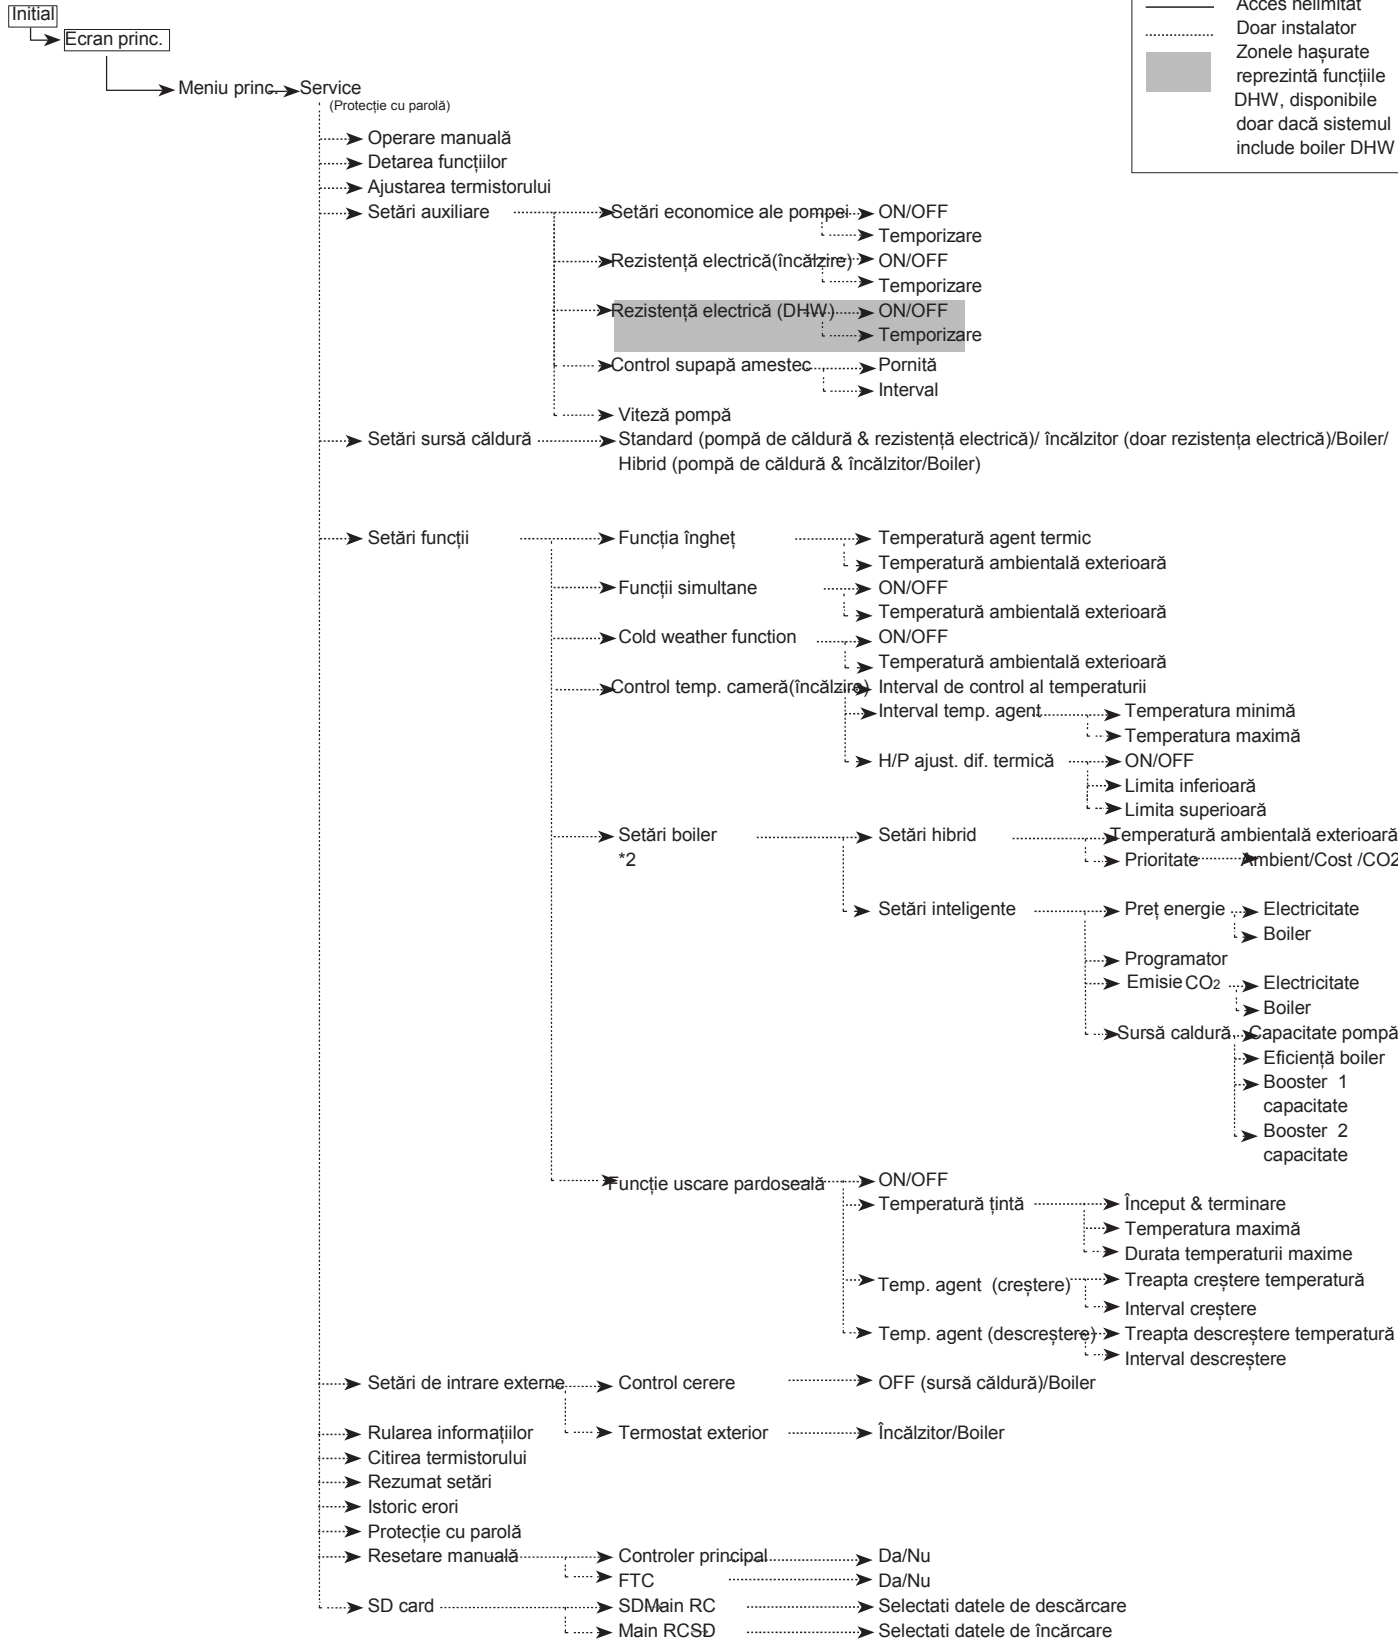 Initial
Ecran princ.
Meniu princ. Service
(Protecție cu parolă)
Acces nelimitat
Doar instalator
Zonele hașurate
reprezintă funcțiile
DHW, disponibile
doar dacă sistemul
include boiler DHW
Operare manuală
Detarea funcțiilor
Ajustarea termistorului
Setări auxiliare Setări economice ale pompei ON/OFF
Temporizare
Rezistență electrică(încălzire) ON/OFF
Temporizare
Rezistență electrică (DHW) ON/OFF
Temporizare
Control supapă amestec Pornită
Interval
Viteză pompă
Setări sursă căldură Standard (pompă de căldură & rezistență electrică)/ încălzitor (doar rezistența electrică)/Boiler/
Hibrid (pompă de căldură & încălzitor/Boiler)
Setări funcții Funcția îngheț Temperatură agent termic
Temperatură ambientală exterioară
Funcții simultane ON/OFF
Temperatură ambientală exterioară
Cold weather function ON/OFF
Temperatură ambientală exterioară
Control temp. cameră(încălzire) Interval de control al temperaturii
Interval temp. agent Temperatura minimă
Temperatura maximă
H/P ajust. dif. termică ON/OFF
Limita inferioară
Limita superioară
Setări boiler Setări hibrid Temperatură ambientală exterioară
*2 Prioritate Ambient/Cost /CO2
Setări inteligente Preț energie Electricitate
Boiler
Programator
Emisie CO2 Electricitate
Boiler
Sursă caldură Capacitate pompă
Eficiență boiler
Booster 1
capacitate
Booster 2
capacitate
Funcție uscare pardoseală ON/OFF
Temperatură țintă Început & terminare
Temperatura maximă
Durata temperaturii maxime
Temp. agent (creștere) Treapta creștere temperatură
Interval creștere
Temp. agent (descreștere) Treapta descreștere temperatură
Interval descreștere
Setări de intrare externe Control cerere OFF (sursă căldură)/Boiler
Rularea informațiilor Termostat exterior Încălzitor/Boiler
Citirea termistorului
Rezumat setări
Istoric erori
Protecție cu parolă
Resetare manuală Controler principal Da/Nu
FTC Da/Nu
SD card SDMain RC Selectati datele de descărcare
Main RCSD Selectati datele de încărcare